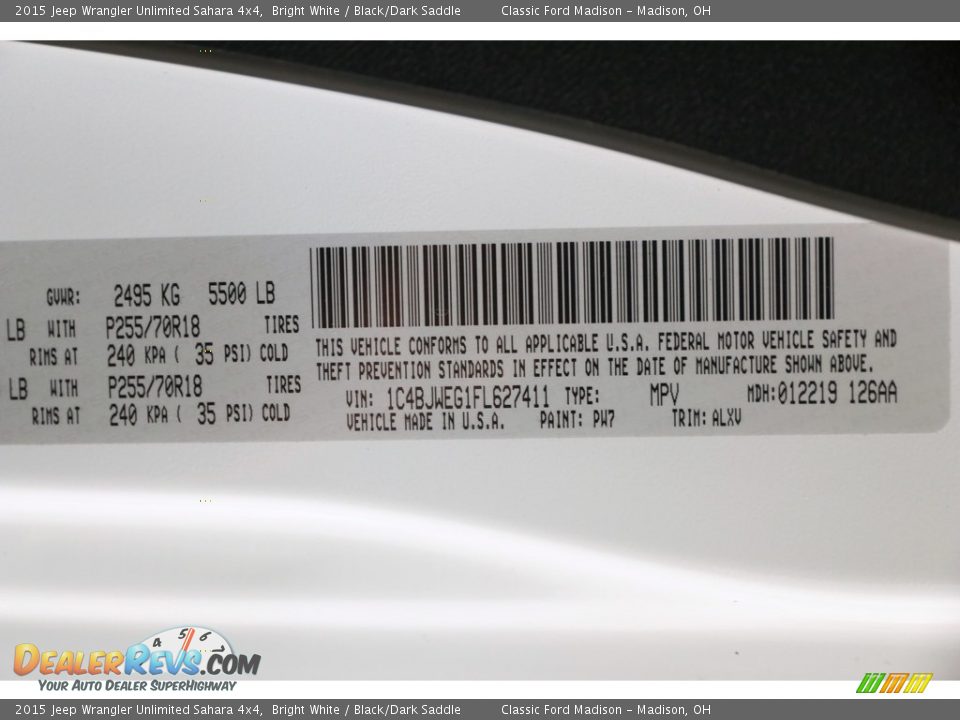 2015 Jeep Wrangler Unlimited Sahara 4x4, Bright White / Black/Dark Saddle Classic Ford Madison - Madison, OH
GVWR: 2495 KG 5500 LB
LB WITH P255/70R18 TIRES
RIMS AT 240 KPA ( 35 PSI) COLD
LB WITH P255/70R18 TIRES
RIMS AT 240 KPA ( 35 PSI) COLD
THIS VEHICLE CONFORMS TO ALL APPLICABLE U.S.A. FEDERAL MOTOR VEHICLE SAFETY AND
THEFT PREVENTION STANDARDS IN EFFECT ON THE DATE OF MANUFACTURE SHOWN ABOVE.
VIN: 1C4BJWEG1FL627411 TYPE: MPV MDH:012219 126AA
VEHICLE MADE IN U.S.A. PAINT: PW7 TRIM: ALXV
4 5 6 7
DEALERREVS.COM
YOUR AUTO DEALER SUPERHIGHWAY
2015 Jeep Wrangler Unlimited Sahara 4x4, Bright White / Black/Dark Saddle Classic Ford Madison - Madison, OH